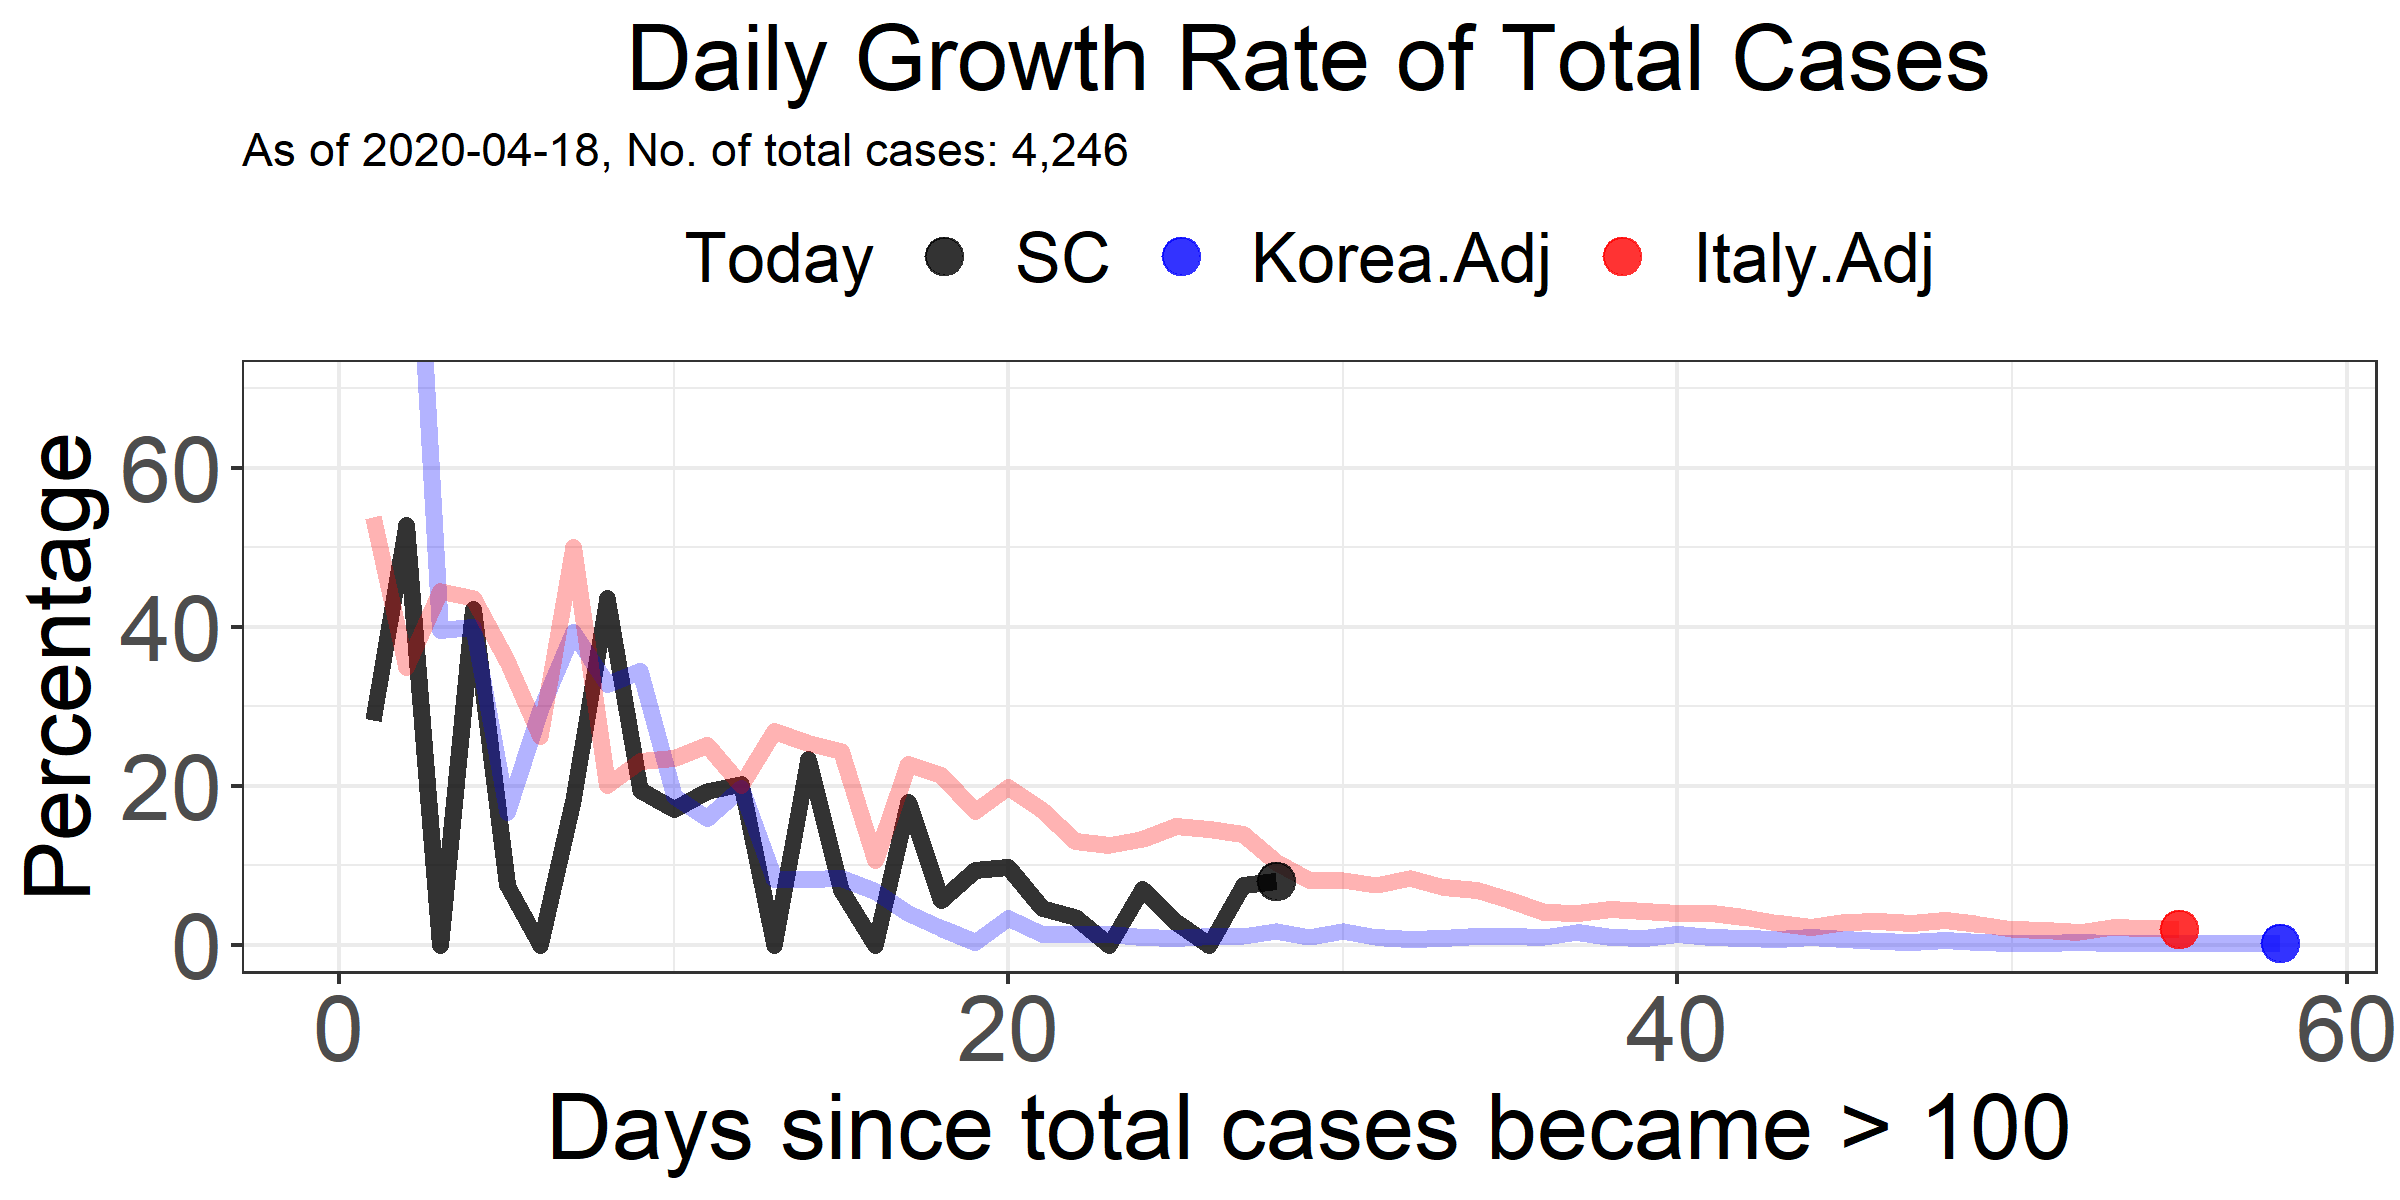 Daily Growth Rate of Total Cases
As of 2020-04-18, No. of total cases: 4,246
Today SC Korea.Adj Italy.Adj
Percentage
60
40
20
0
0 20 40 60
Days since total cases became > 100